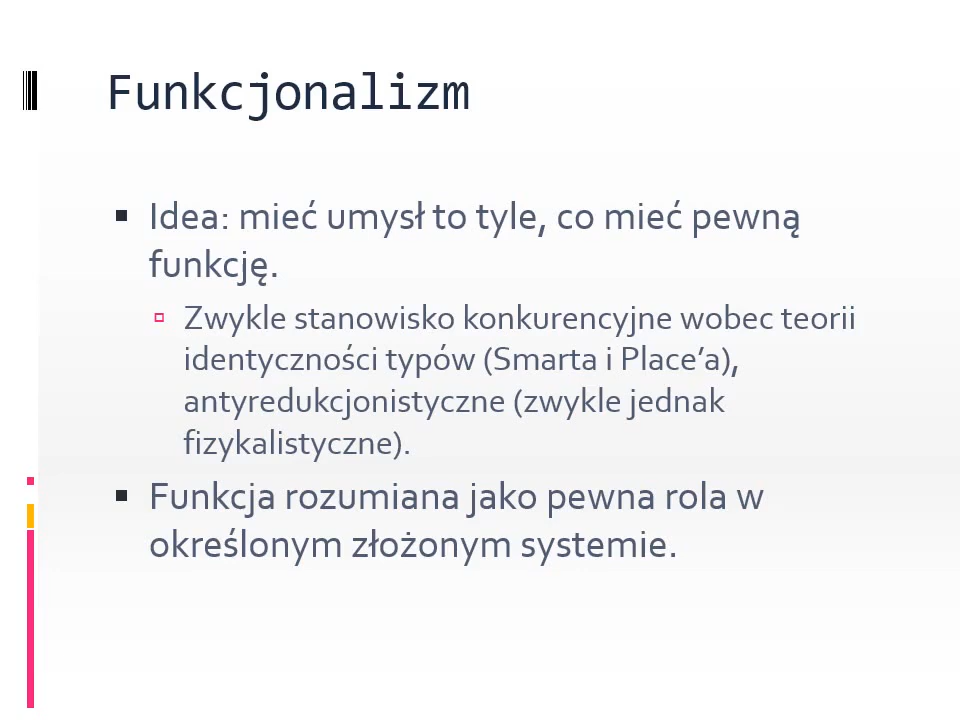 Funkcjonalizm
Idea: mieć umysł to tyle, co mieć pewną
funkcję.
Zwykle stanowisko konkurencyjne wobec teorii
identyczności typów (Smarta i Place’a),
antyredukcjonistyczne (zwykle jednak
fizykalistyczne).
Funkcja rozumiana jako pewna rola w
określonym złożonym systemie.